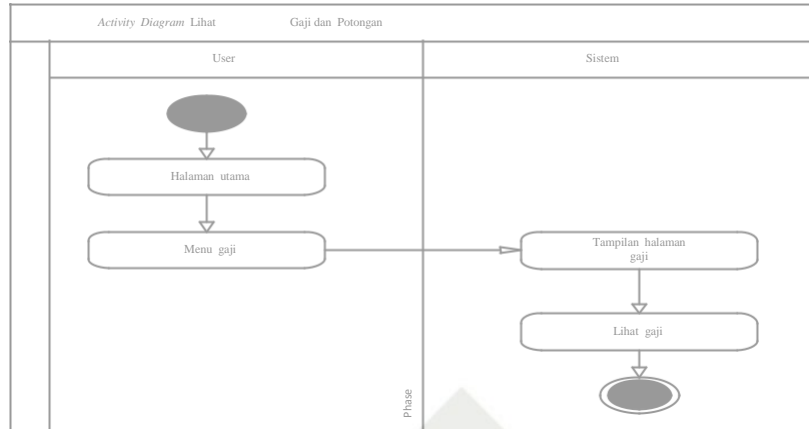 Activity Diagram Lihat Gaji dan Potongan
User Sistem
Halaman utama
Menu gaji
Tampilan halaman
gaji
Lihat gaji
Phase